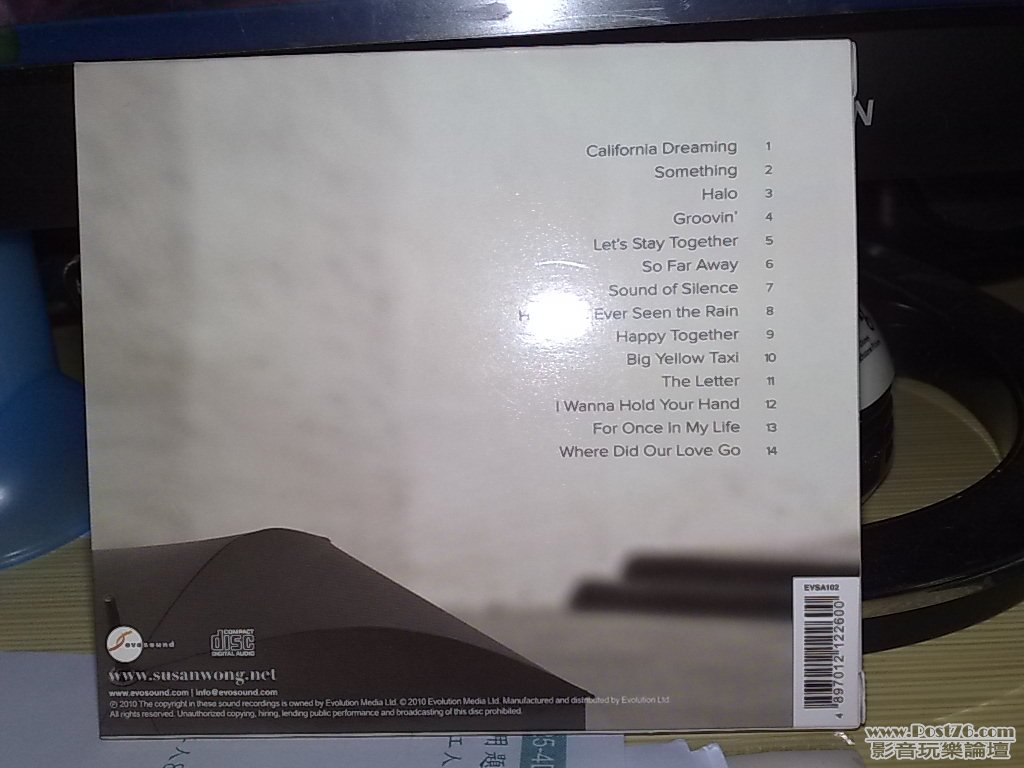 N
California Dreaming 1
Something 2
Halo 3
Groovin' 4
Let's Stay Together 5
So Far Away 6
Sound of Silence 7
Ever Seen the Rain 8
Happy Together 9
Big Yellow Taxi 10
The Letter 11
I Wanna Hold Your Hand 12
For Once In My Life 13
Where Did Our Love Go 14
EVSA102
4 897012 122600
evosound
COMPACT
disc
DIGITAL AUDIO
www.susanwong.net
www.evosound.com | info@evosound.com
℗ 2010 The copyright in these sound recordings is owned by Evolution Media Ltd. © 2010 Evolution Media Ltd. Manufactured and distributed by Evolution Ltd.
All rights reserved. Unauthorized copying, hiring, lending public performance and broadcasting of this disc prohibited.
www.Post76.com
影音玩樂論壇